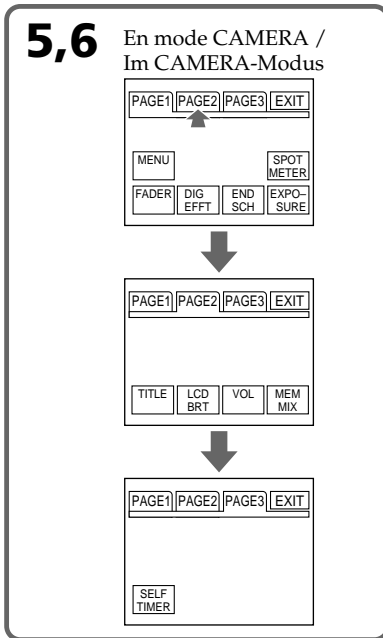 5,6
En mode CAMERA /
Im CAMERA-Modus
PAGE1 PAGE2 PAGE3 EXIT
MENU
SPOT
METER
FADER
DIG
EFFT
END
SCH
EXPO–
SURE
PAGE1 PAGE2 PAGE3 EXIT
TITLE
LCD
BRT
VOL
MEM
MIX
PAGE1 PAGE2 PAGE3 EXIT
SELF
TIMER